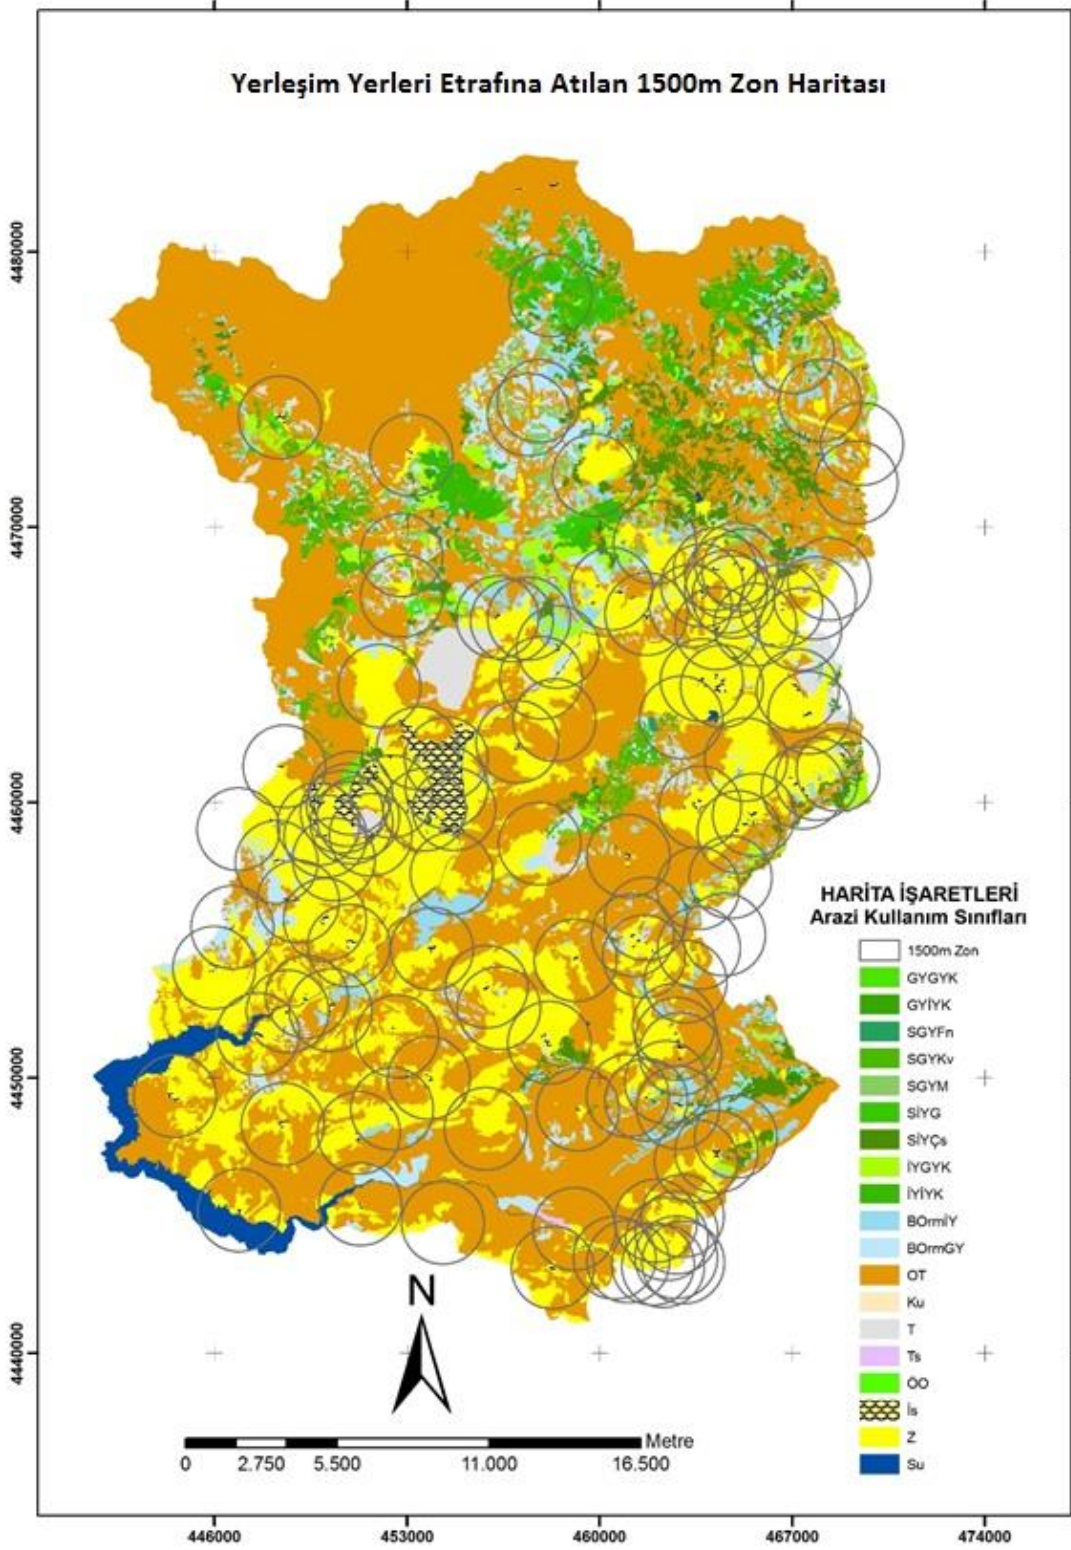 Yerleşim Yerleri Etrafına Atılan 1500m Zon Haritası
4480000
4470000
4460000
4450000
4440000
HARİTA İŞARETLERİ
Arazi Kullanım Sınıfları
1500m Zon
GYGYK
GYİYK
SGYFn
SGYKv
SGYM
SİYG
SİYÇs
İYGYK
İYİYK
BOrmİY
BOrmGY
OT
Ku
T
Ts
ÖO
İs
Z
Su
N
Metre
0 2.750 5.500 11.000 16.500
446000 453000 460000 467000 474000